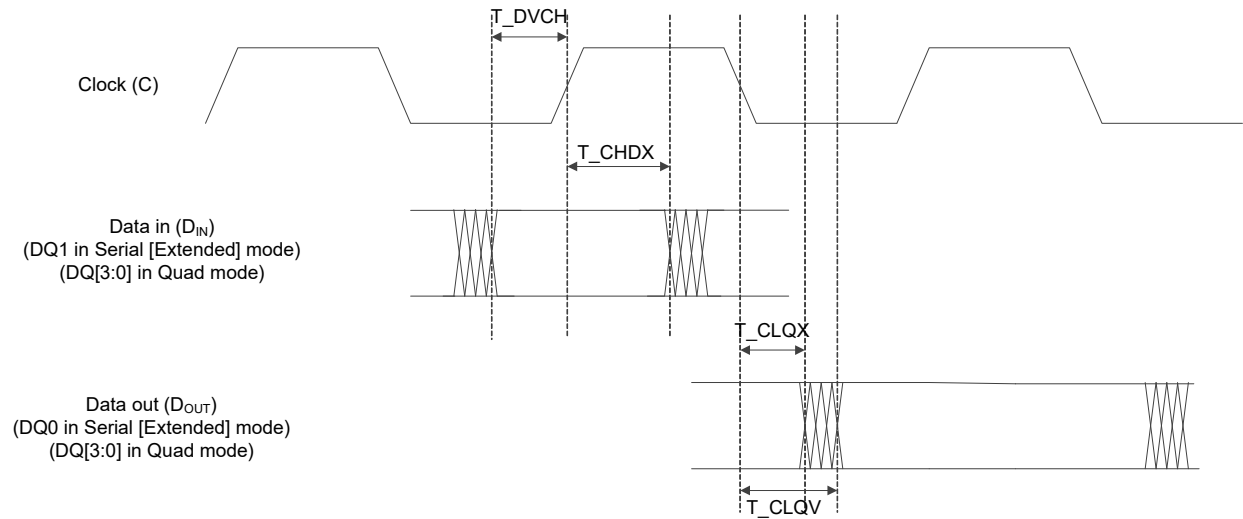 T_DVCH
Clock (C)
T_CHDX
Data in (DIN)
(DQ1 in Serial [Extended] mode)
(DQ[3:0] in Quad mode)
T_CLQX
Data out (DOUT)
(DQ0 in Serial [Extended] mode)
(DQ[3:0] in Quad mode)
T_CLQV